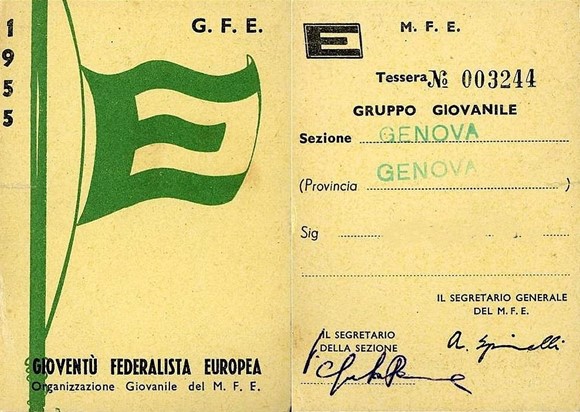 1955
G. F. E.
E
GIOVENTÙ FEDERALISTA EUROPEA
Organizzazione Giovanile del M. F. E.
E
M. F. E.
Tessera № 003244
GRUPPO GIOVANILE
Sezione GENOVA
(Provincia GENOVA)
Sig
IL SEGRETARIO GENERALE
DEL M. F. E.
A. Spinelli
IL SEGRETARIO
DELLA SEZIONE